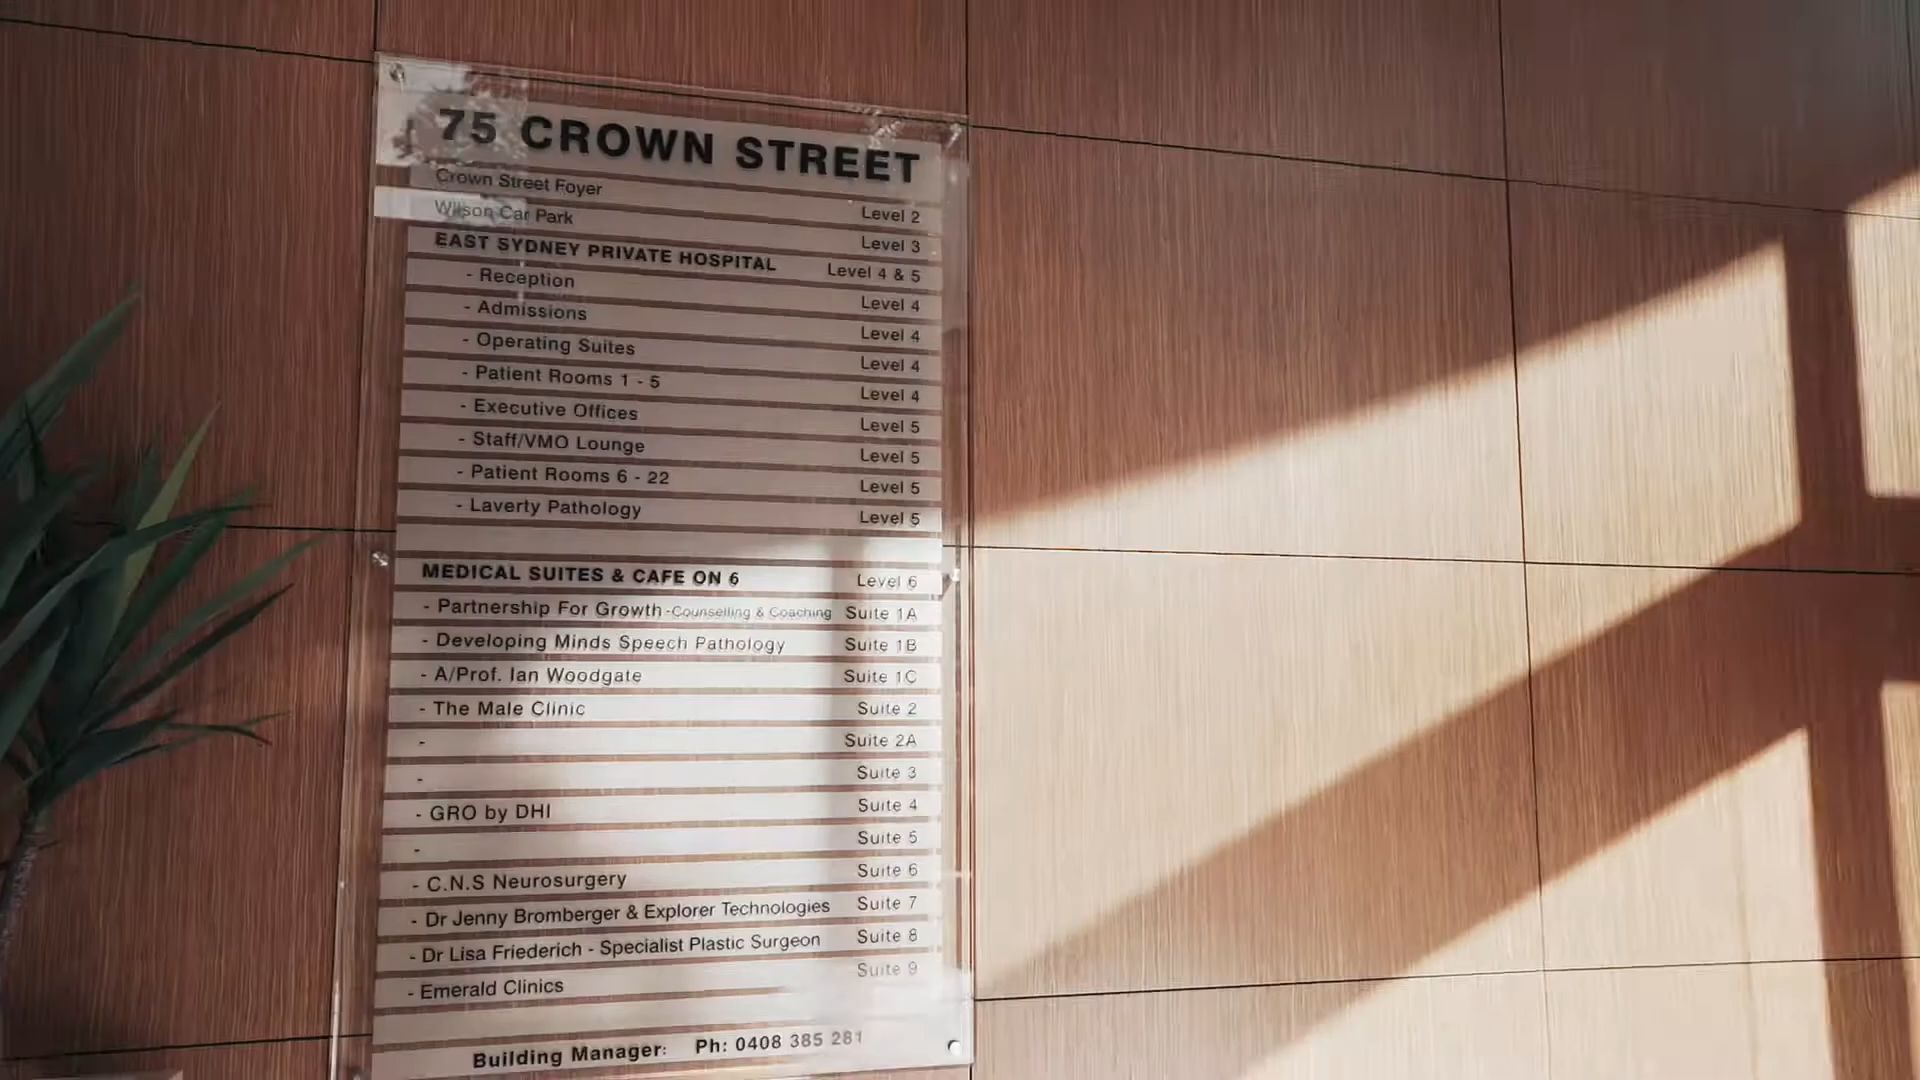 75 CROWN STREET
Crown Street Foyer Level 2
Wilson Car Park Level 3
EAST SYDNEY PRIVATE HOSPITAL Level 4 & 5
- Reception Level 4
- Admissions Level 4
- Operating Suites Level 4
- Patient Rooms 1 - 5 Level 4
- Executive Offices Level 5
- Staff/VMO Lounge Level 5
- Patient Rooms 6 - 22 Level 5
- Laverty Pathology Level 5
MEDICAL SUITES & CAFE ON 6 Level 6
- Partnership For Growth -Counselling & Coaching Suite 1A
- Developing Minds Speech Pathology Suite 1B
- A/Prof. Ian Woodgate Suite 1C
- The Male Clinic Suite 2
- Suite 2A
- Suite 3
- GRO by DHI Suite 4
- Suite 5
- C.N.S Neurosurgery Suite 6
- Dr Jenny Bromberger & Explorer Technologies Suite 7
- Dr Lisa Friederich - Specialist Plastic Surgeon Suite 8
- Emerald Clinics Suite 9
Building Manager: Ph: 0408 385 281